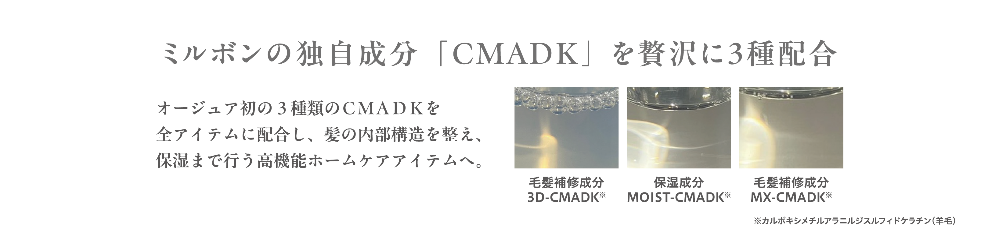 ミルボンの独自成分「CMADK」を贅沢に3種配合
オージュア初の3種類のCMADKを
全アイテムに配合し、髪の内部構造を整え、
保湿まで行う高機能ホームケアアイテムへ。
毛髪補修成分
3D-CMADK※
保湿成分
MOIST-CMADK※
毛髪補修成分
MX-CMADK※
※カルボキシメチルアラニルジスルフィドケラチン(羊毛)